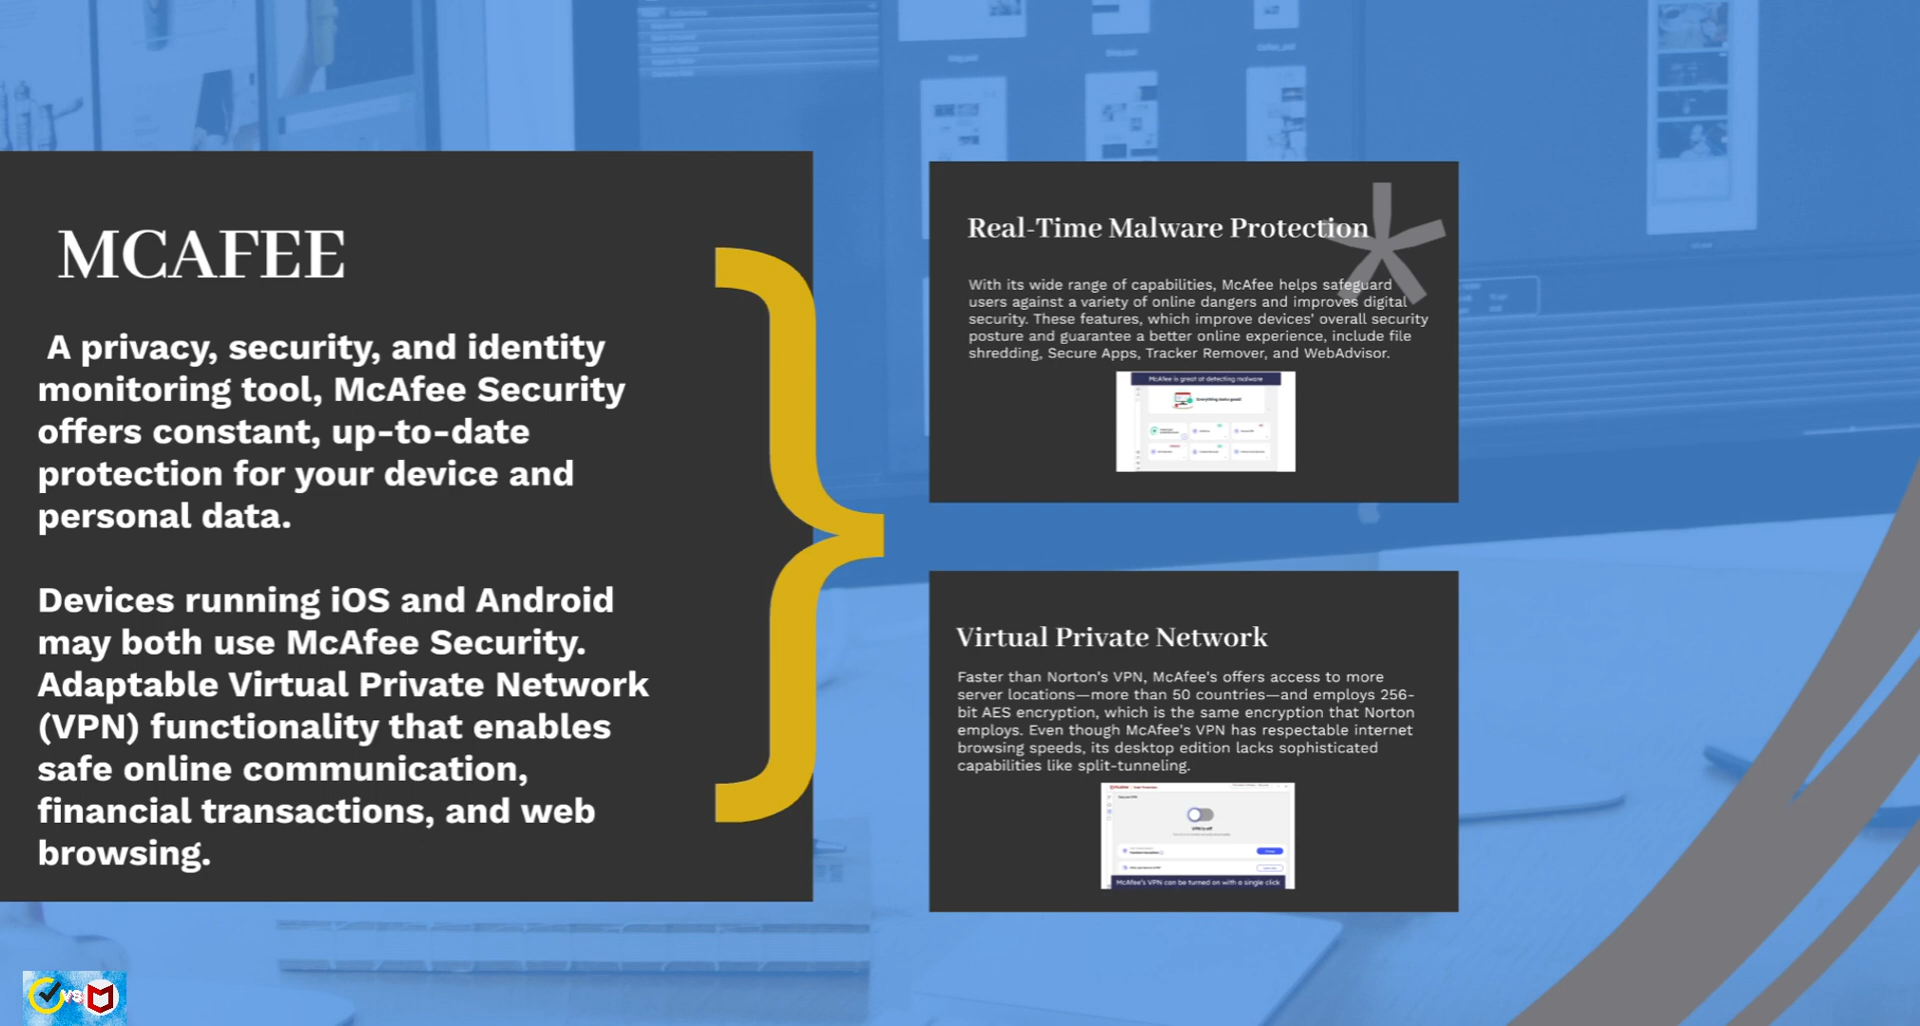 MCAFEE
A privacy, security, and identity
monitoring tool, McAfee Security
offers constant, up-to-date
protection for your device and
personal data.
Devices running iOS and Android
may both use McAfee Security.
Adaptable Virtual Private Network
(VPN) functionality that enables
safe online communication,
financial transactions, and web
browsing.
Real-Time Malware Protection
With its wide range of capabilities, McAfee helps safeguard
users against a variety of online dangers and improves digital
security. These features, which improve devices' overall security
posture and guarantee a better online experience, include file
shredding, Secure Apps, Tracker Remover, and WebAdvisor.
McAfee is great at detecting malware
Everything looks good!
Virtual Private Network
Faster than Norton's VPN, McAfee's offers access to more
server locations—more than 50 countries—and employs 256-
bit AES encryption, which is the same encryption that Norton
employs. Even though McAfee's VPN has respectable internet
browsing speeds, its desktop edition lacks sophisticated
capabilities like split-tunneling.
VPN is off
McAfee's VPN can be turned on with a single click
VS